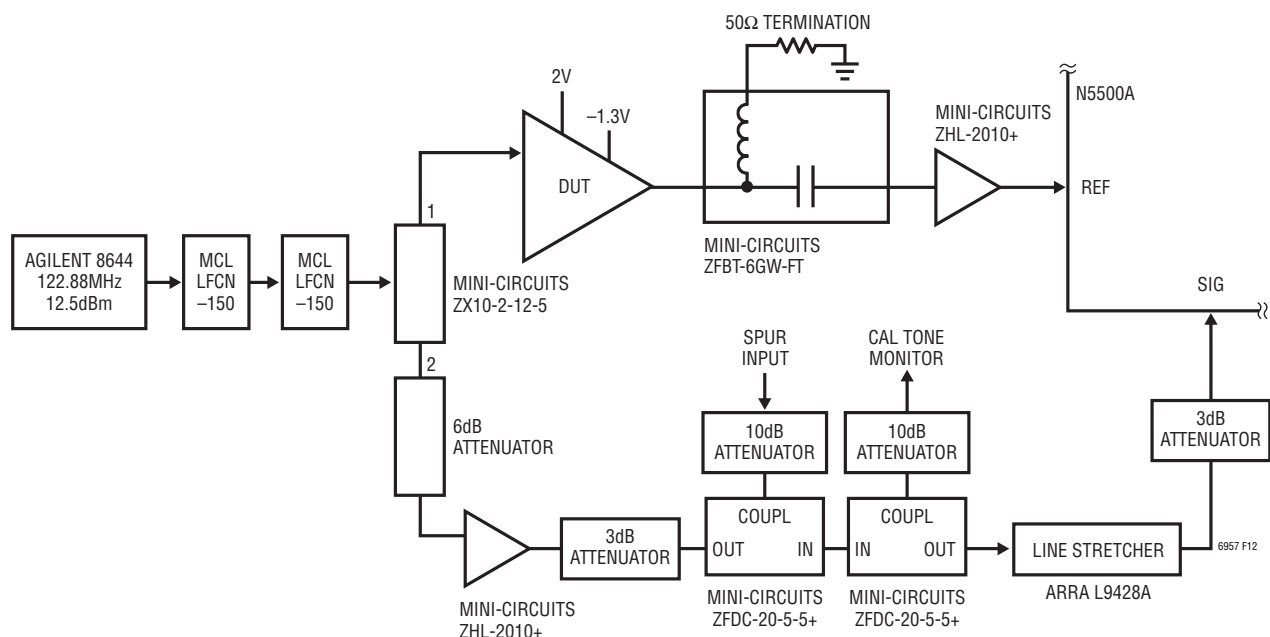 50Ω TERMINATION
2V
–1.3V
DUT
MINI-CIRCUITS
ZFBT-6GW-FT
MINI-CIRCUITS
ZHL-2010+
N5500A
REF
SIG
AGILENT 8644
122.88MHz
12.5dBm
MCL
LFCN
–150
MCL
LFCN
–150
1
MINI-CIRCUITS
ZX10-2-12-5
2
6dB
ATTENUATOR
SPUR
INPUT
CAL TONE
MONITOR
10dB
ATTENUATOR
10dB
ATTENUATOR
3dB
ATTENUATOR
MINI-CIRCUITS
ZHL-2010+
3dB
ATTENUATOR
COUPL
OUT IN
MINI-CIRCUITS
ZFDC-20-5-5+
COUPL
IN OUT
MINI-CIRCUITS
ZFDC-20-5-5+
LINE STRETCHER
ARRA L9428A
6957 F12